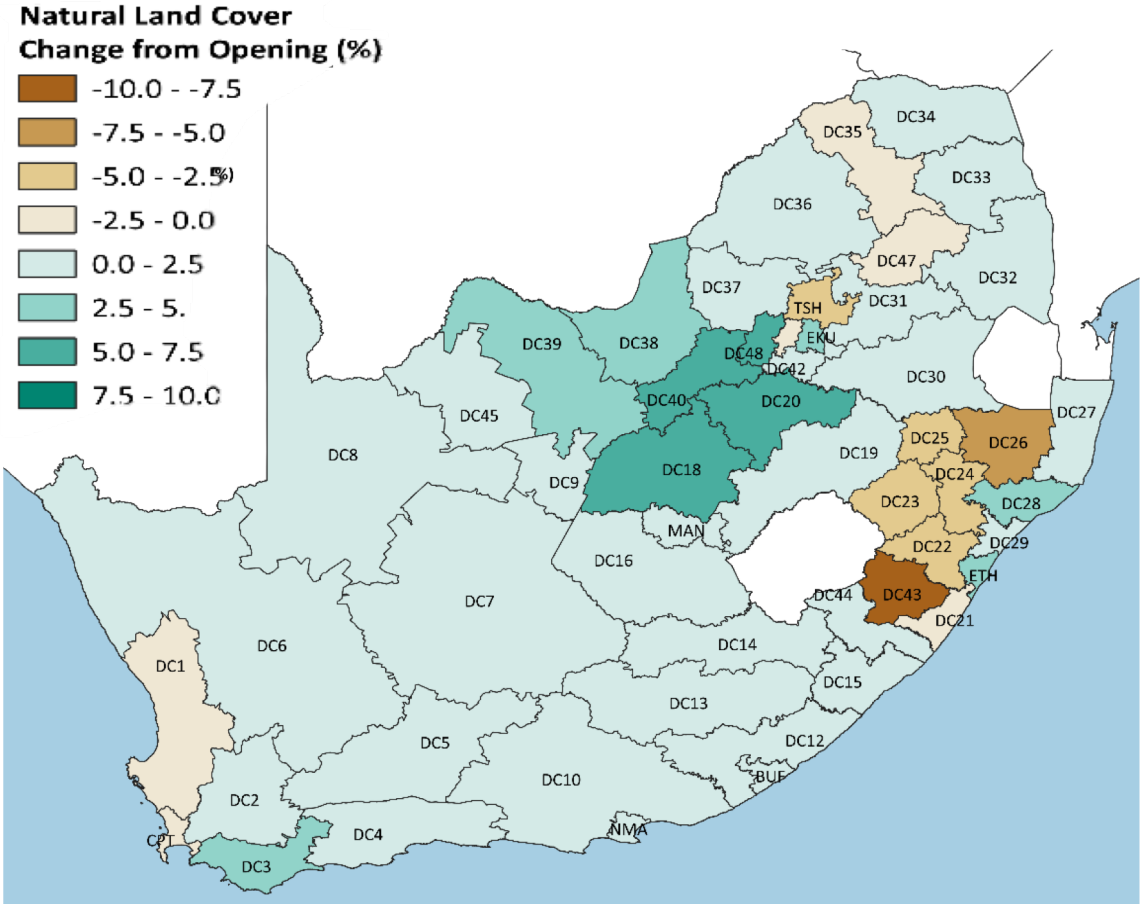 Natural Land Cover
Change from Opening (%)
-10.0 - -7.5
-7.5 - -5.0
-5.0 - -2.5%)
-2.5 - 0.0
0.0 - 2.5
2.5 - 5.
5.0 - 7.5
7.5 - 10.0
DC34
DC35
DC33
DC36
DC47
DC32
DC37
DC31
TSH
EKU
DC39
DC38
DC48
DC42
DC30
DC40
DC20
DC27
DC45
DC25
DC26
DC8
DC19
DC18
DC24
DC9
DC23
DC28
MAN
DC29
DC22
DC16
ETH
DC44
DC43
DC7
DC21
DC6
DC14
DC1
DC15
DC13
DC5
DC12
BUF
DC10
DC2
NMA
DC4
CPT
DC3